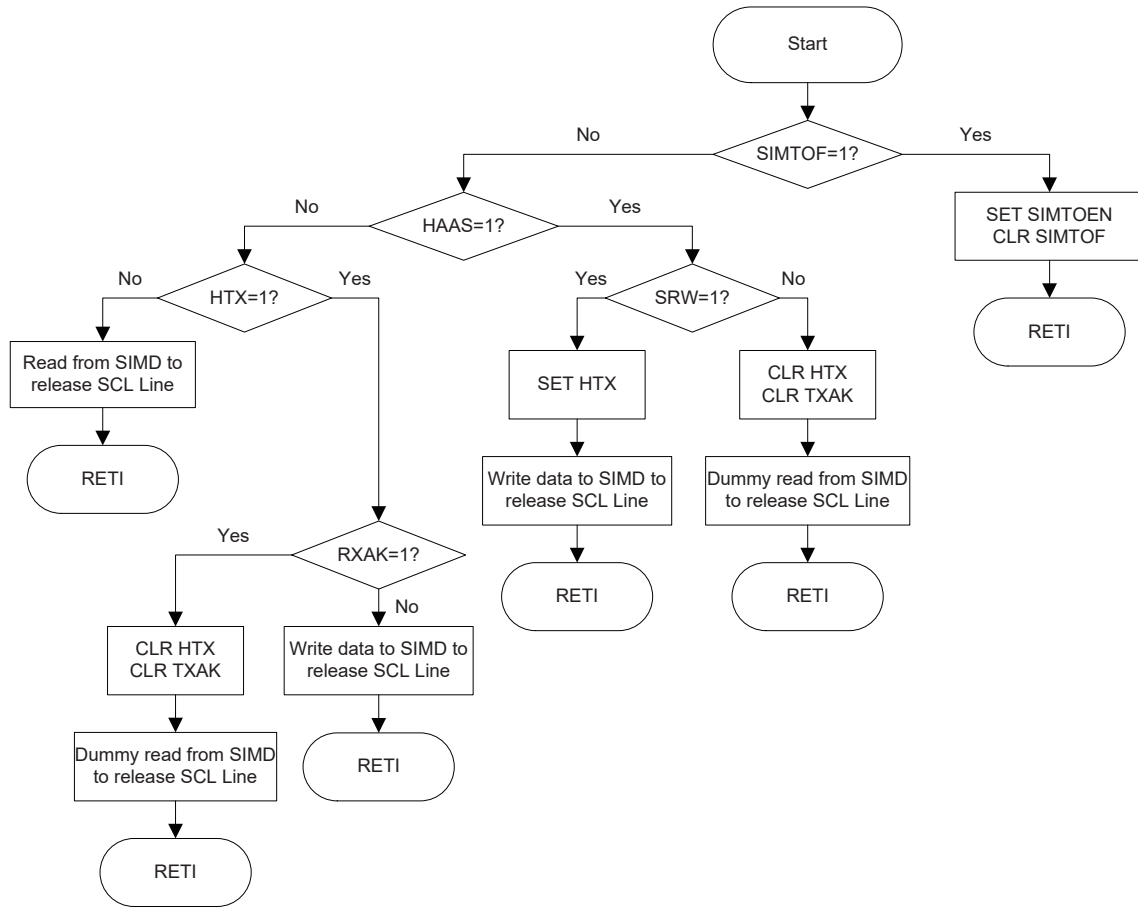 Start
No
Yes
SIMTOF=1?
No
Yes
HAAS=1?
SET SIMTOEN
CLR SIMTOF
No
Yes
HTX=1?
Yes
No
SRW=1?
RETI
Read from SIMD to
release SCL Line
SET HTX
CLR HTX
CLR TXAK
RETI
Write data to SIMD to
release SCL Line
Dummy read from SIMD
to release SCL Line
Yes
RXAK=1?
No
RETI
RETI
CLR HTX
CLR TXAK
Write data to SIMD to
release SCL Line
Dummy read from SIMD
to release SCL Line
RETI
RETI